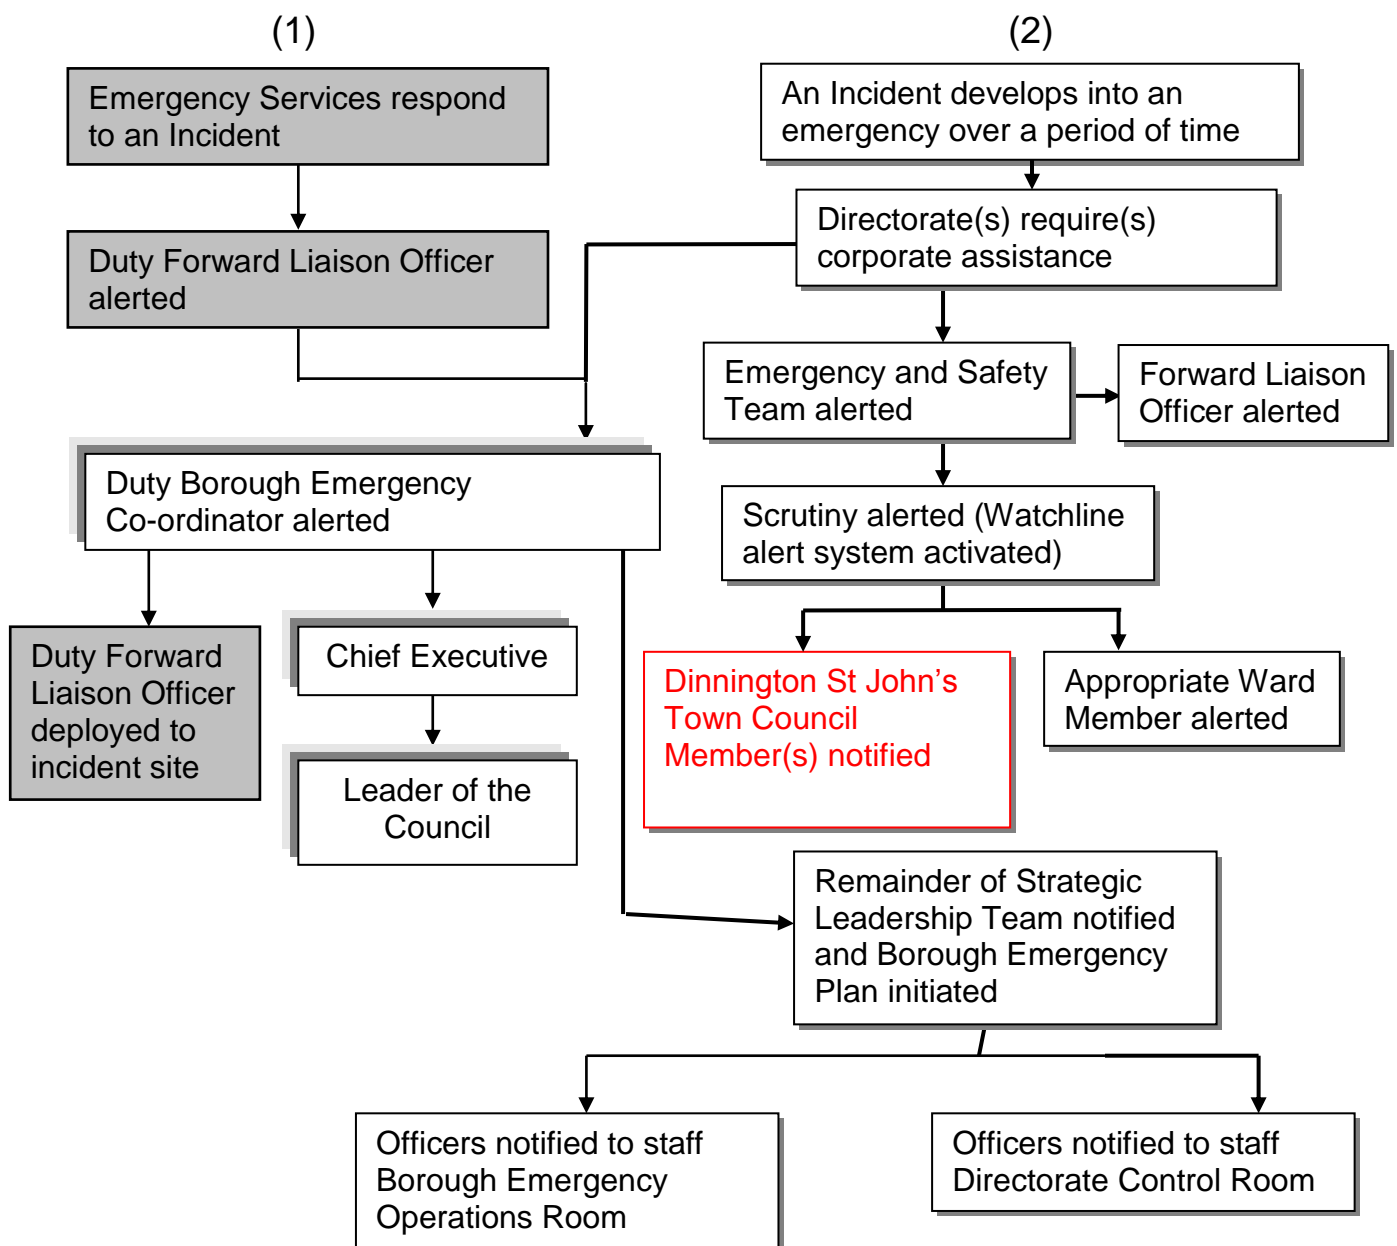 (1)
(2)
Emergency Services respond
to an Incident
An Incident develops into an
emergency over a period of time
Directorate(s) require(s)
corporate assistance
Duty Forward Liaison Officer
alerted
Emergency and Safety
Team alerted
Forward Liaison
Officer alerted
Duty Borough Emergency
Co-ordinator alerted
Scrutiny alerted (Watchline
alert system activated)
Duty Forward
Liaison Officer
deployed to
incident site
Chief Executive
Leader of the
Council
Dinnington St John’s
Town Council
Member(s) notified
Appropriate Ward
Member alerted
Remainder of Strategic
Leadership Team notified
and Borough Emergency
Plan initiated
Officers notified to staff
Borough Emergency
Operations Room
Officers notified to staff
Directorate Control Room